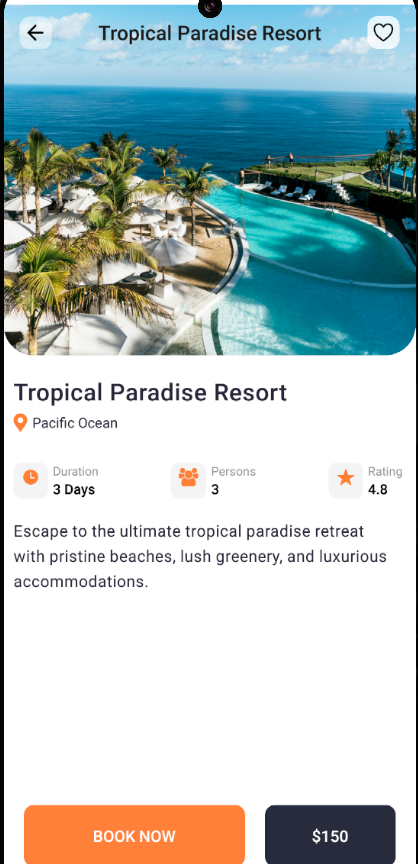 Tropical Paradise Resort
Tropical Paradise Resort
Pacific Ocean
Duration
3 Days
Persons
3
Rating
4.8
Escape to the ultimate tropical paradise retreat
with pristine beaches, lush greenery, and luxurious
accommodations.
BOOK NOW
$150